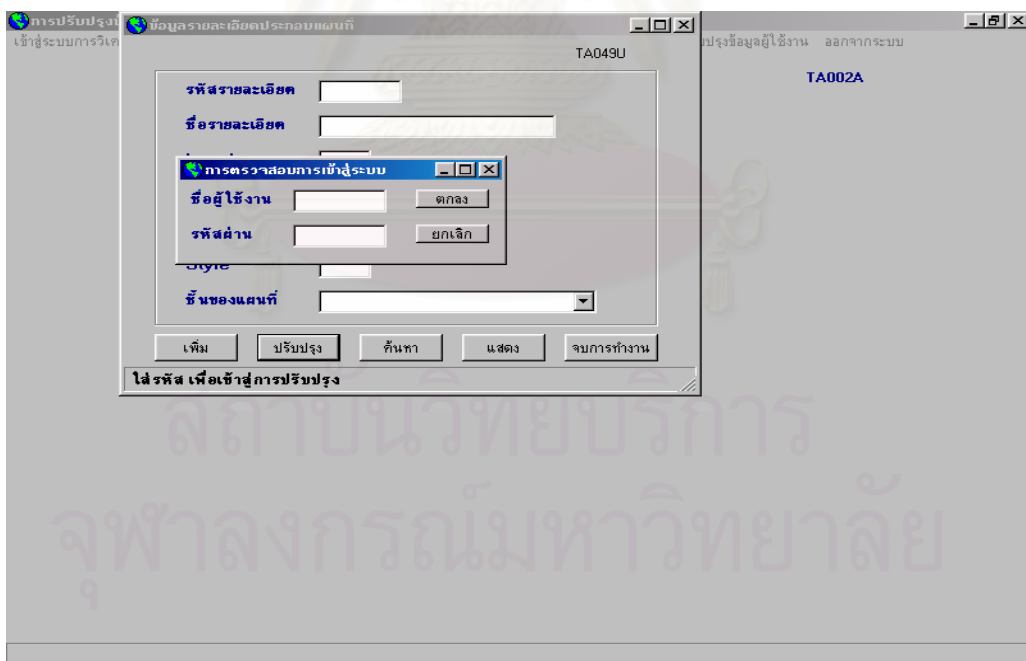 การปรับปรุง
ข้อมูลรายละเอียดประกอบแผนที่
เข้าสู่ระบบการวิเค
ปรุงข้อมูลผู้ใช้งาน ออกจากระบบ
TA049U
TA002A
รหัสรายละเอียด
ชื่อรายละเอียด
การตรวจสอบการเข้าสู่ระบบ
ชื่อผู้ใช้งาน
ตกลง
รหัสผ่าน
ยกเลิก
Style
ชั้นของแผนที่
เพิ่ม
ปรับปรุง
ค้นหา
แสดง
จบการทำงาน
ใส่รหัส เพื่อเข้าสู่การปรับปรุง
สถาบันวิทยบริการ
จุฬาลงกรณ์มหาวิทยาลัย